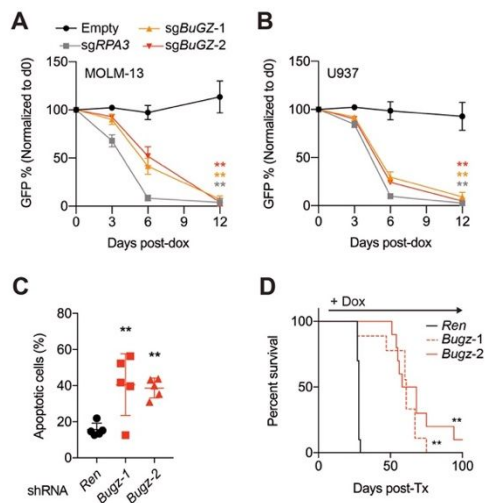 A
B
Empty
sgBuGZ-1
sgRPA3
sgBuGZ-2
MOLM-13
U937
GFP % (Normalized to d0)
150
100
50
0
0 3 6 9 12
Days post-dox
**
**
**
GFP % (Normalized to d0)
150
100
50
0
0 3 6 9 12
Days post-dox
**
**
**
C
Apoptotic cells (%)
80
60
40
20
0
**
**
shRNA
Ren
Bugz-1
Bugz-2
D
+ Dox
Ren
Bugz-1
Bugz-2
Percent survival
100
50
0
0 25 50 75 100
**
**
Days post-Tx